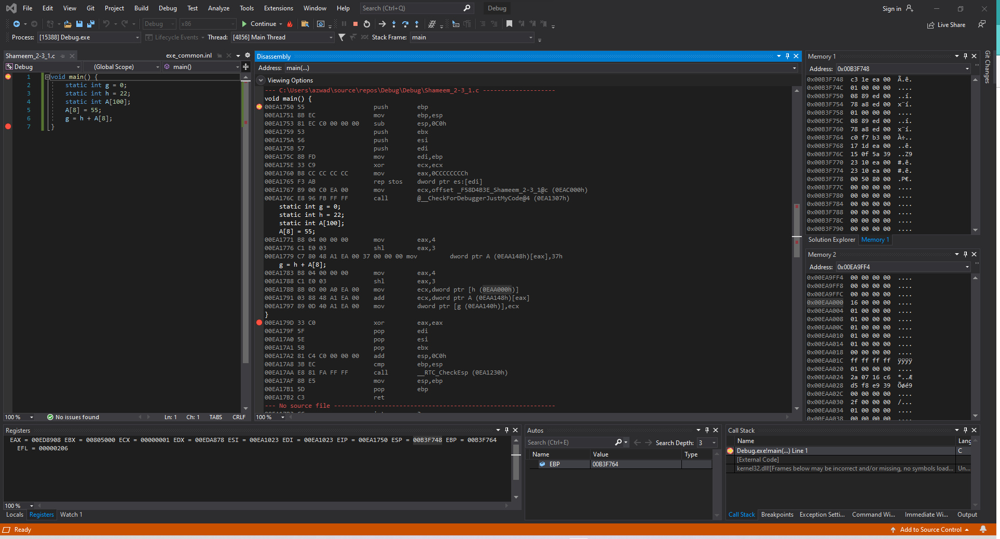 File Edit View Git Project Build Debug Test Analyze Tools Extensions Window Help Search (Ctrl+Q) Debug Sign in
Debug x86 Continue Live Share
Process: [15388] Debug.exe Lifecycle Events Thread: [4856] Main Thread Stack Frame: main
Shameem_2-3_1.c exe_common.inl
Debug (Global Scope) main()
1 void main() {
2 static int g = 0;
3 static int h = 22;
4 static int A[100];
5 A[8] = 55;
6 g = h + A[8];
7 }
100 % No issues found Ln: 1 Ch: 1 TABS CRLF
Disassembly
Address: main(...)
Viewing Options
--- C:\Users\azwad\source\repos\Debug\Debug\Shameem_2-3_1.c --------------------
void main() {
00EA1750 55 push ebp
00EA1751 8B EC mov ebp,esp
00EA1753 81 EC C0 00 00 00 sub esp,0C0h
00EA1759 53 push ebx
00EA175A 56 push esi
00EA175B 57 push edi
00EA175C 8B FD mov edi,ebp
00EA175E 33 C9 xor ecx,ecx
00EA1760 B8 CC CC CC CC mov eax,0CCCCCCCCh
00EA1765 F3 AB rep stos dword ptr es:[edi]
00EA1767 B9 00 C0 EA 00 mov ecx,offset _F58D4B3E_Shameem_2-3_1@c (0EAC000h)
00EA176C E8 96 FB FF FF call @__CheckForDebuggerJustMyCode@4 (0EA1307h)
static int g = 0;
static int h = 22;
static int A[100];
A[8] = 55;
00EA1771 B8 04 00 00 00 mov eax,4
00EA1776 C1 E0 03 shl eax,3
00EA1779 C7 80 48 A1 EA 00 37 00 00 00 mov dword ptr A (0EAA148h)[eax],37h
g = h + A[8];
00EA1783 B8 04 00 00 00 mov eax,4
00EA1788 C1 E0 03 shl eax,3
00EA178B 8B 0D 00 A0 EA 00 mov ecx,dword ptr [h (0EAA000h)]
00EA1791 03 88 48 A1 EA 00 add ecx,dword ptr A (0EAA148h)[eax]
00EA1797 89 0D 40 A1 EA 00 mov dword ptr [g (0EAA140h)],ecx
}
00EA179D 33 C0 xor eax,eax
00EA179F 5F pop edi
00EA17A0 5E pop esi
00EA17A1 5B pop ebx
00EA17A2 81 C4 C0 00 00 00 add esp,0C0h
00EA17A8 3B EC cmp ebp,esp
00EA17AA E8 81 FA FF FF call __RTC_CheckEsp (0EA1230h)
00EA17AF 8B E5 mov esp,ebp
00EA17B1 5D pop ebp
00EA17B2 C3 ret
--- No source file -------------------------------------------------------------
100 %
Memory 1
Address: 0x00B3F748
0x00B3F748 c3 1e ea 00 Ã.ê.
0x00B3F74C 01 00 00 00 ....
0x00B3F750 08 89 ed 00 ..í.
0x00B3F754 78 a8 ed 00 x¨í.
0x00B3F758 01 00 00 00 ....
0x00B3F75C 08 89 ed 00 ..í.
0x00B3F760 78 a8 ed 00 x¨í.
0x00B3F764 c0 f7 b3 00 À÷..
0x00B3F768 17 1d ea 00 ..ê.
0x00B3F76C 15 0f 5a 39 ..Z9
0x00B3F770 23 10 ea 00 #.ê.
0x00B3F774 23 10 ea 00 #.ê.
0x00B3F778 00 50 80 00 .P€.
0x00B3F77C 00 00 00 00 ....
0x00B3F780 00 00 00 00 ....
0x00B3F784 00 00 00 00 ....
0x00B3F788 00 00 00 00 ....
0x00B3F78C 00 00 00 00 ....
0x00B3F790 00 00 00 00 ....
Solution Explorer Memory 1
Memory 2
Address: 0x00EA9FF4
0x00EA9FF4 00 00 00 00 ....
0x00EA9FF8 00 00 00 00 ....
0x00EA9FFC 00 00 00 00 ....
0x00EAA000 16 00 00 00 ....
0x00EAA004 01 00 00 00 ....
0x00EAA008 01 00 00 00 ....
0x00EAA00C 01 00 00 00 ....
0x00EAA010 01 00 00 00 ....
0x00EAA014 01 00 00 00 ....
0x00EAA018 00 00 00 00 ....
0x00EAA01C ff ff ff ff ÿÿÿÿ
0x00EAA020 01 00 00 00 ....
0x00EAA024 2a 07 16 c6 *..Æ
0x00EAA028 d5 f8 e9 39 Õøé9
0x00EAA02C 00 00 00 00 ....
0x00EAA030 2f 00 00 00 /...
0x00EAA034 01 00 00 00 ....
0x00EAA038 00 00 00 00 ....
Git Changes
Registers
EAX = 00ED8908 EBX = 00805000 ECX = 00000001 EDX = 00EDA878 ESI = 00EA1023 EDI = 00EA1023 EIP = 00EA1750 ESP = 00B3F748 EBP = 00B3F764
EFL = 00000206
100 %
Locals Registers Watch 1
Autos
Search (Ctrl+E) Search Depth: 3
Name Value Type
EBP 00B3F764
Call Stack
Name Lang
Debug.exe!main(...) Line 1 C
[External Code]
kernel32.dll![Frames below may be incorrect and/or missing, no symbols load... Un...
Call Stack Breakpoints Exception Setti... Command Wi... Immediate Wi... Output
Ready Add to Source Control